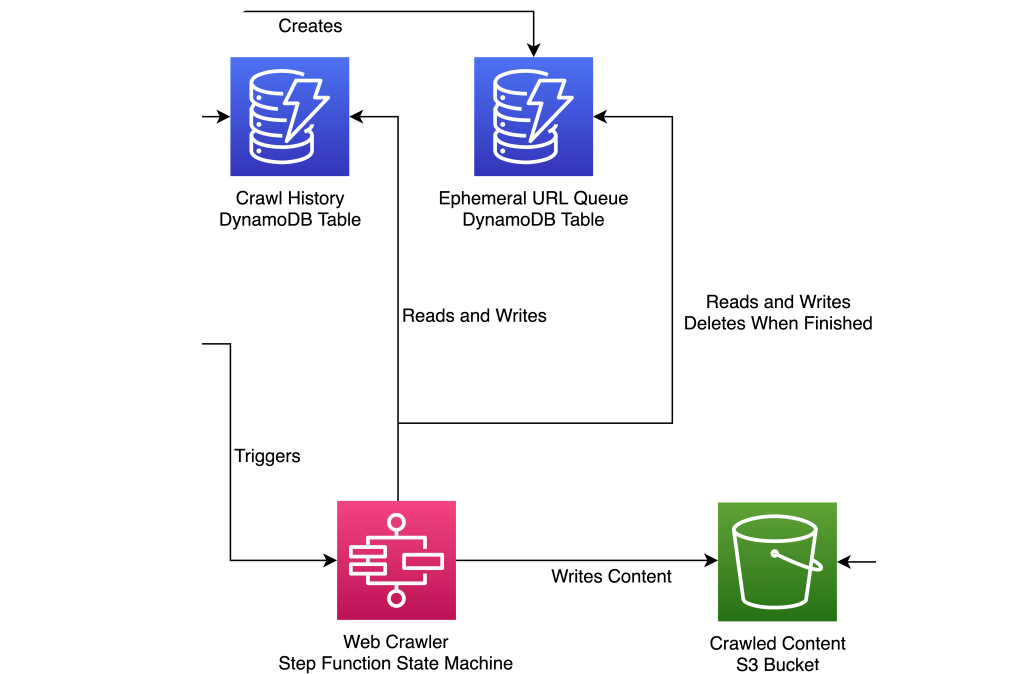 Creates
Crawl History
DynamoDB Table
Ephemeral URL Queue
DynamoDB Table
Reads and Writes
Reads and Writes
Deletes When Finished
Triggers
Writes Content
Web Crawler
Step Function State Machine
Crawled Content
S3 Bucket